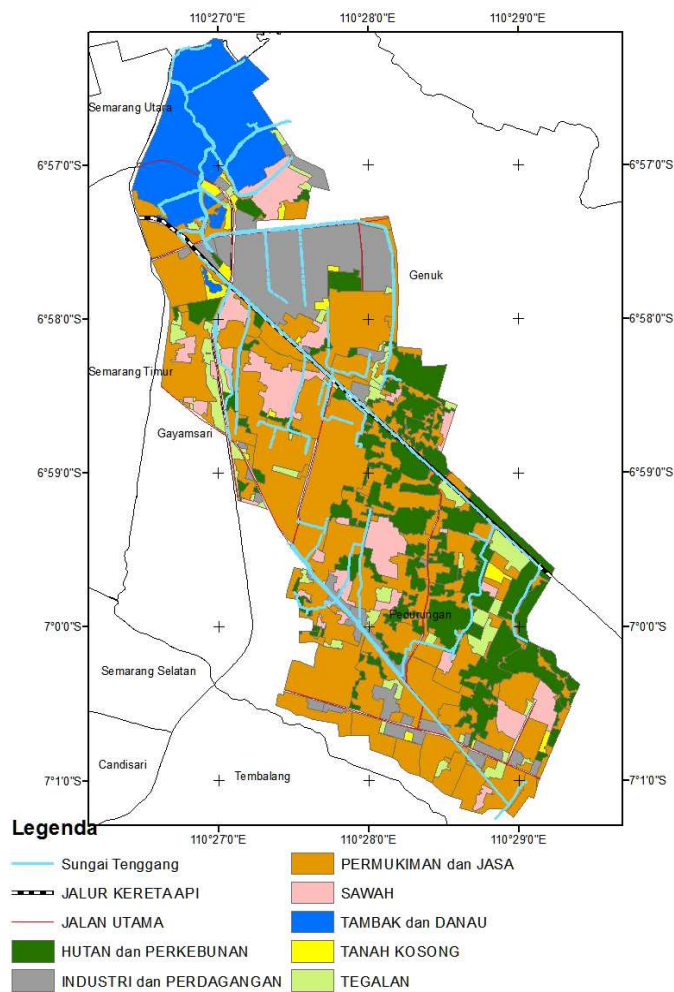 110°27'0"E 110°28'0"E 110°29'0"E
Semarang Utara
6°57'0"S 6°57'0"S
Genuk
6°58'0"S 6°58'0"S
Semarang Timur
Gayamsari
6°59'0"S 6°59'0"S
Pedurungan
7°0'0"S 7°0'0"S
Semarang Selatan
Candisari
Tembalang
7°1'0"S 7°1'0"S
Legenda
110°27'0"E 110°28'0"E 110°29'0"E
Sungai Tenggang
JALUR KERETA API
JALAN UTAMA
HUTAN dan PERKEBUNAN
INDUSTRI dan PERDAGANGAN
PERMUKIMAN dan JASA
SAWAH
TAMBAK dan DANAU
TANAH KOSONG
TEGALAN